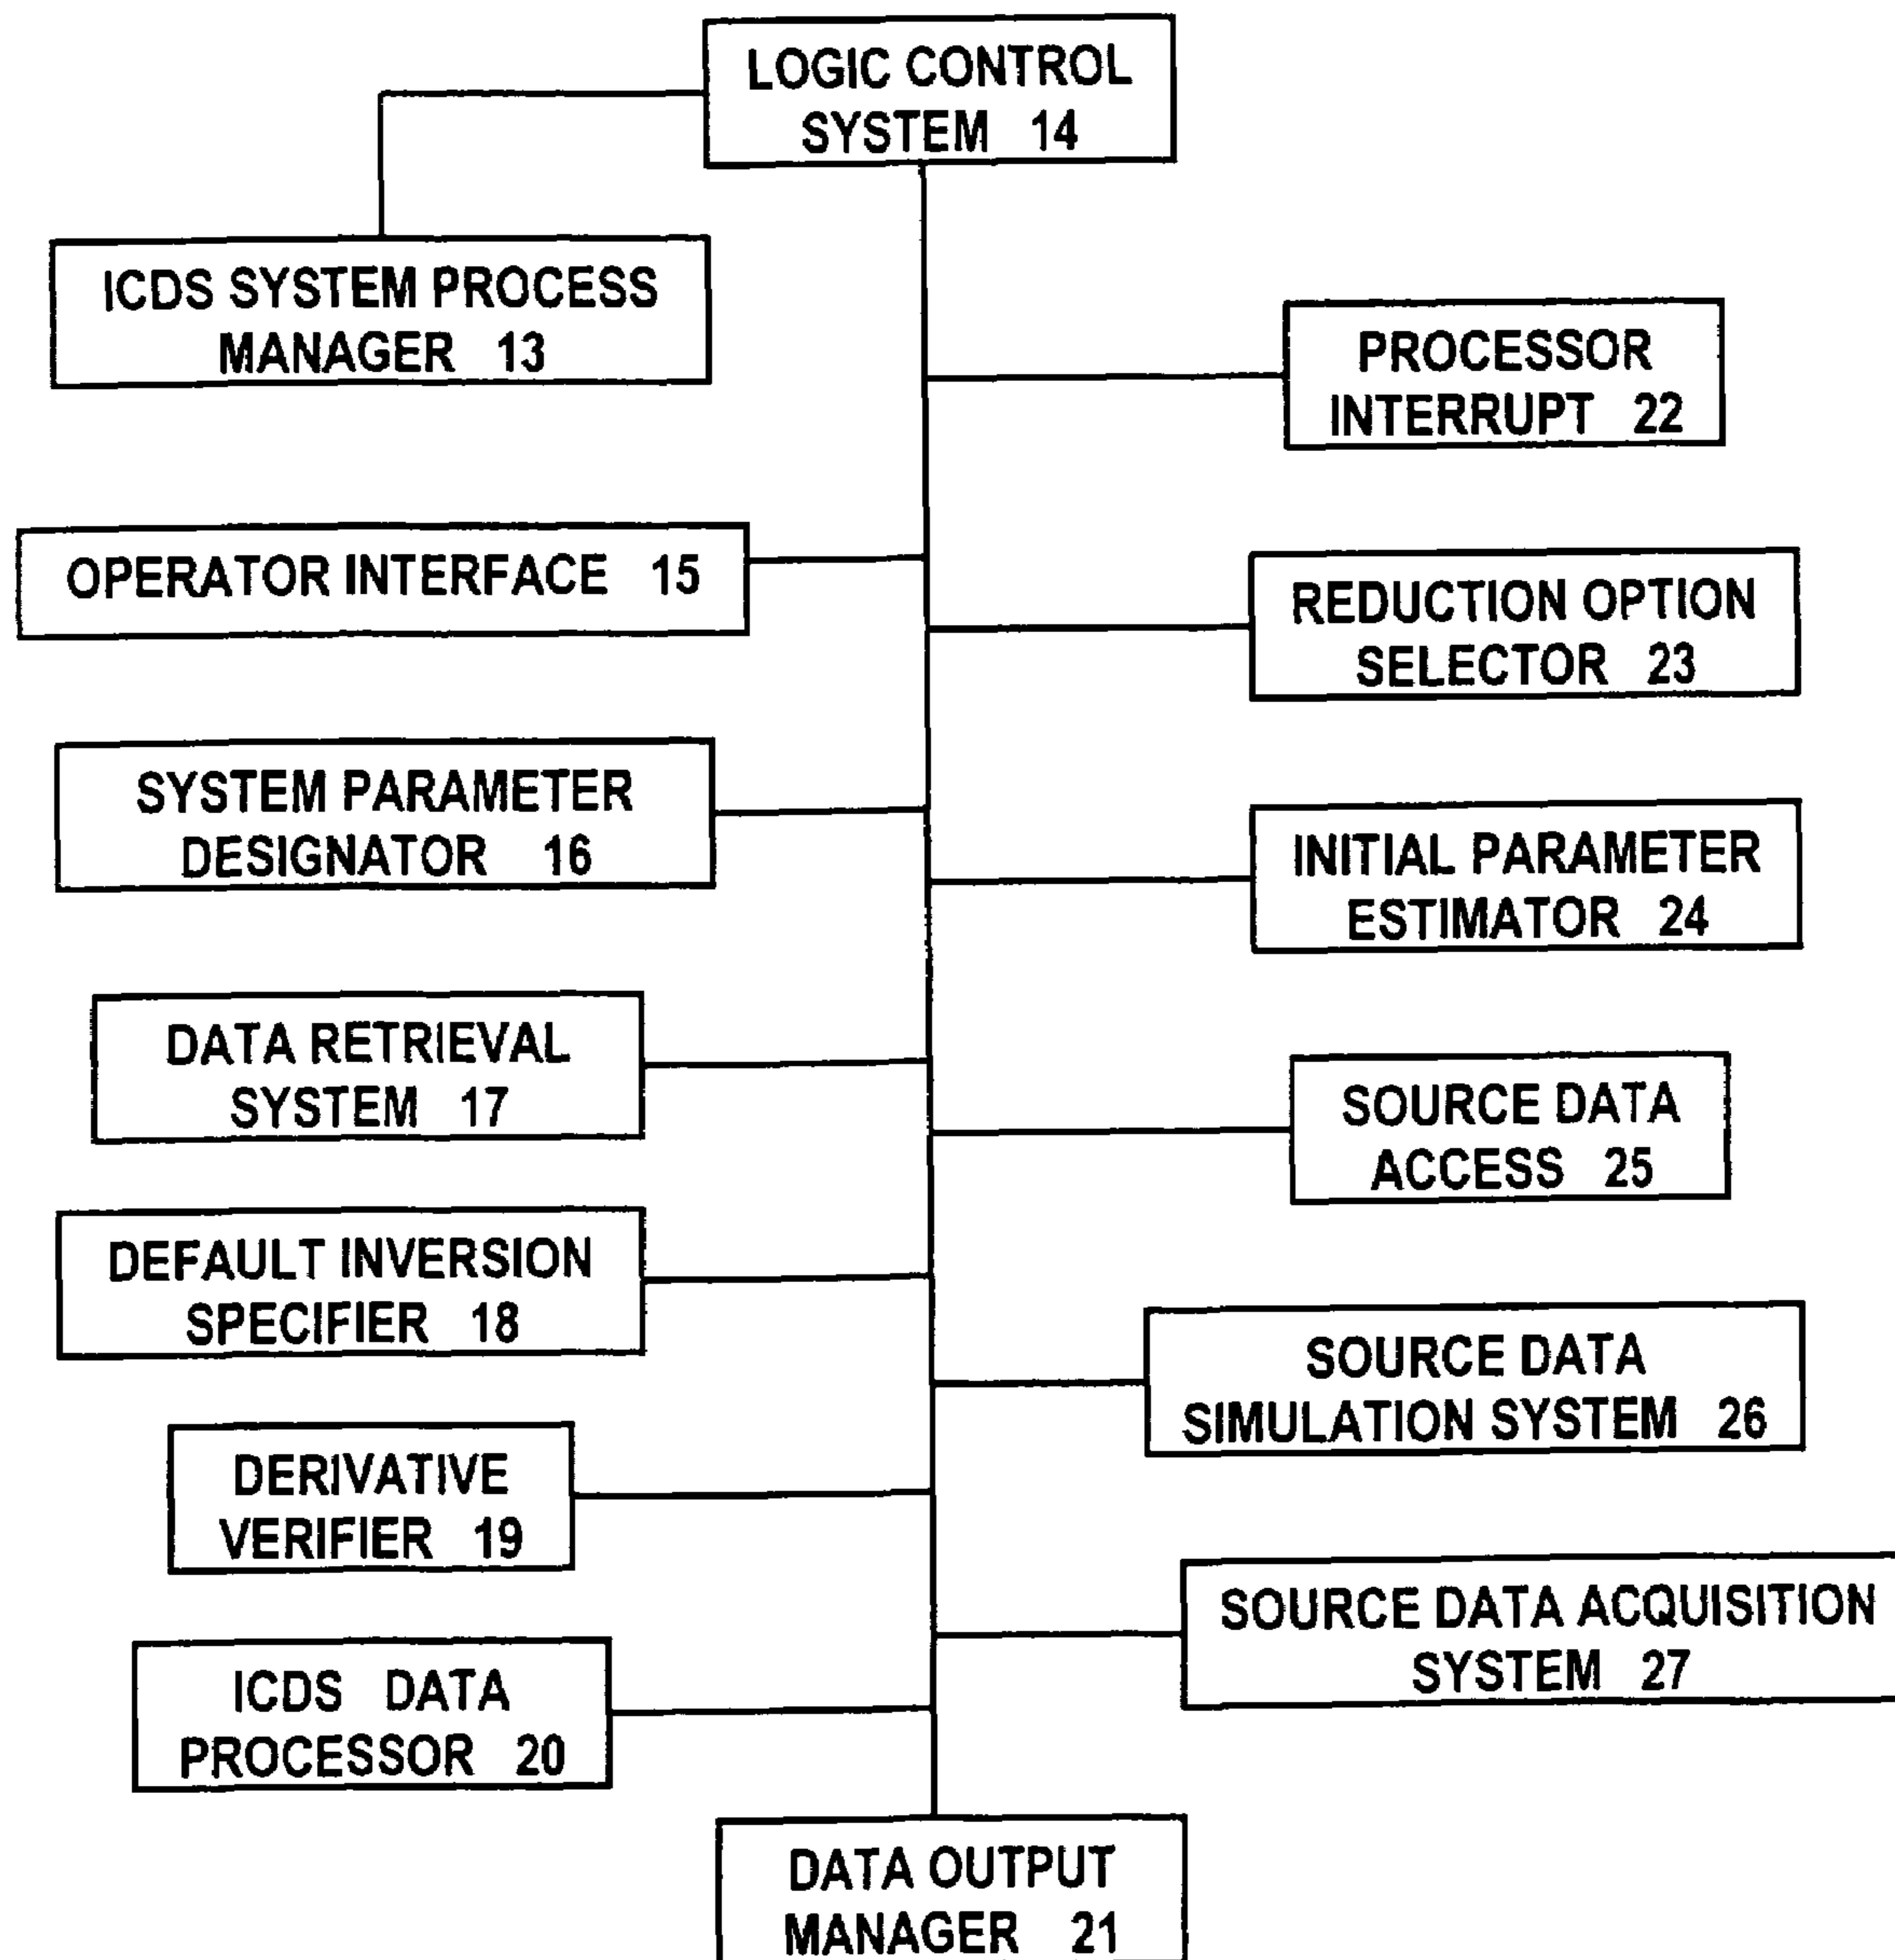 LOGIC CONTROL
SYSTEM 14
ICDS SYSTEM PROCESS
MANAGER 13
PROCESSOR
INTERRUPT 22
OPERATOR INTERFACE 15
REDUCTION OPTION
SELECTOR 23
SYSTEM PARAMETER
DESIGNATOR 16
INITIAL PARAMETER
ESTIMATOR 24
DATA RETRIEVAL
SYSTEM 17
SOURCE DATA
ACCESS 25
DEFAULT INVERSION
SPECIFIER 18
SOURCE DATA
SIMULATION SYSTEM 26
DERIVATIVE
VERIFIER 19
SOURCE DATA ACQUISITION
SYSTEM 27
ICDS DATA
PROCESSOR 20
DATA OUTPUT
MANAGER 21